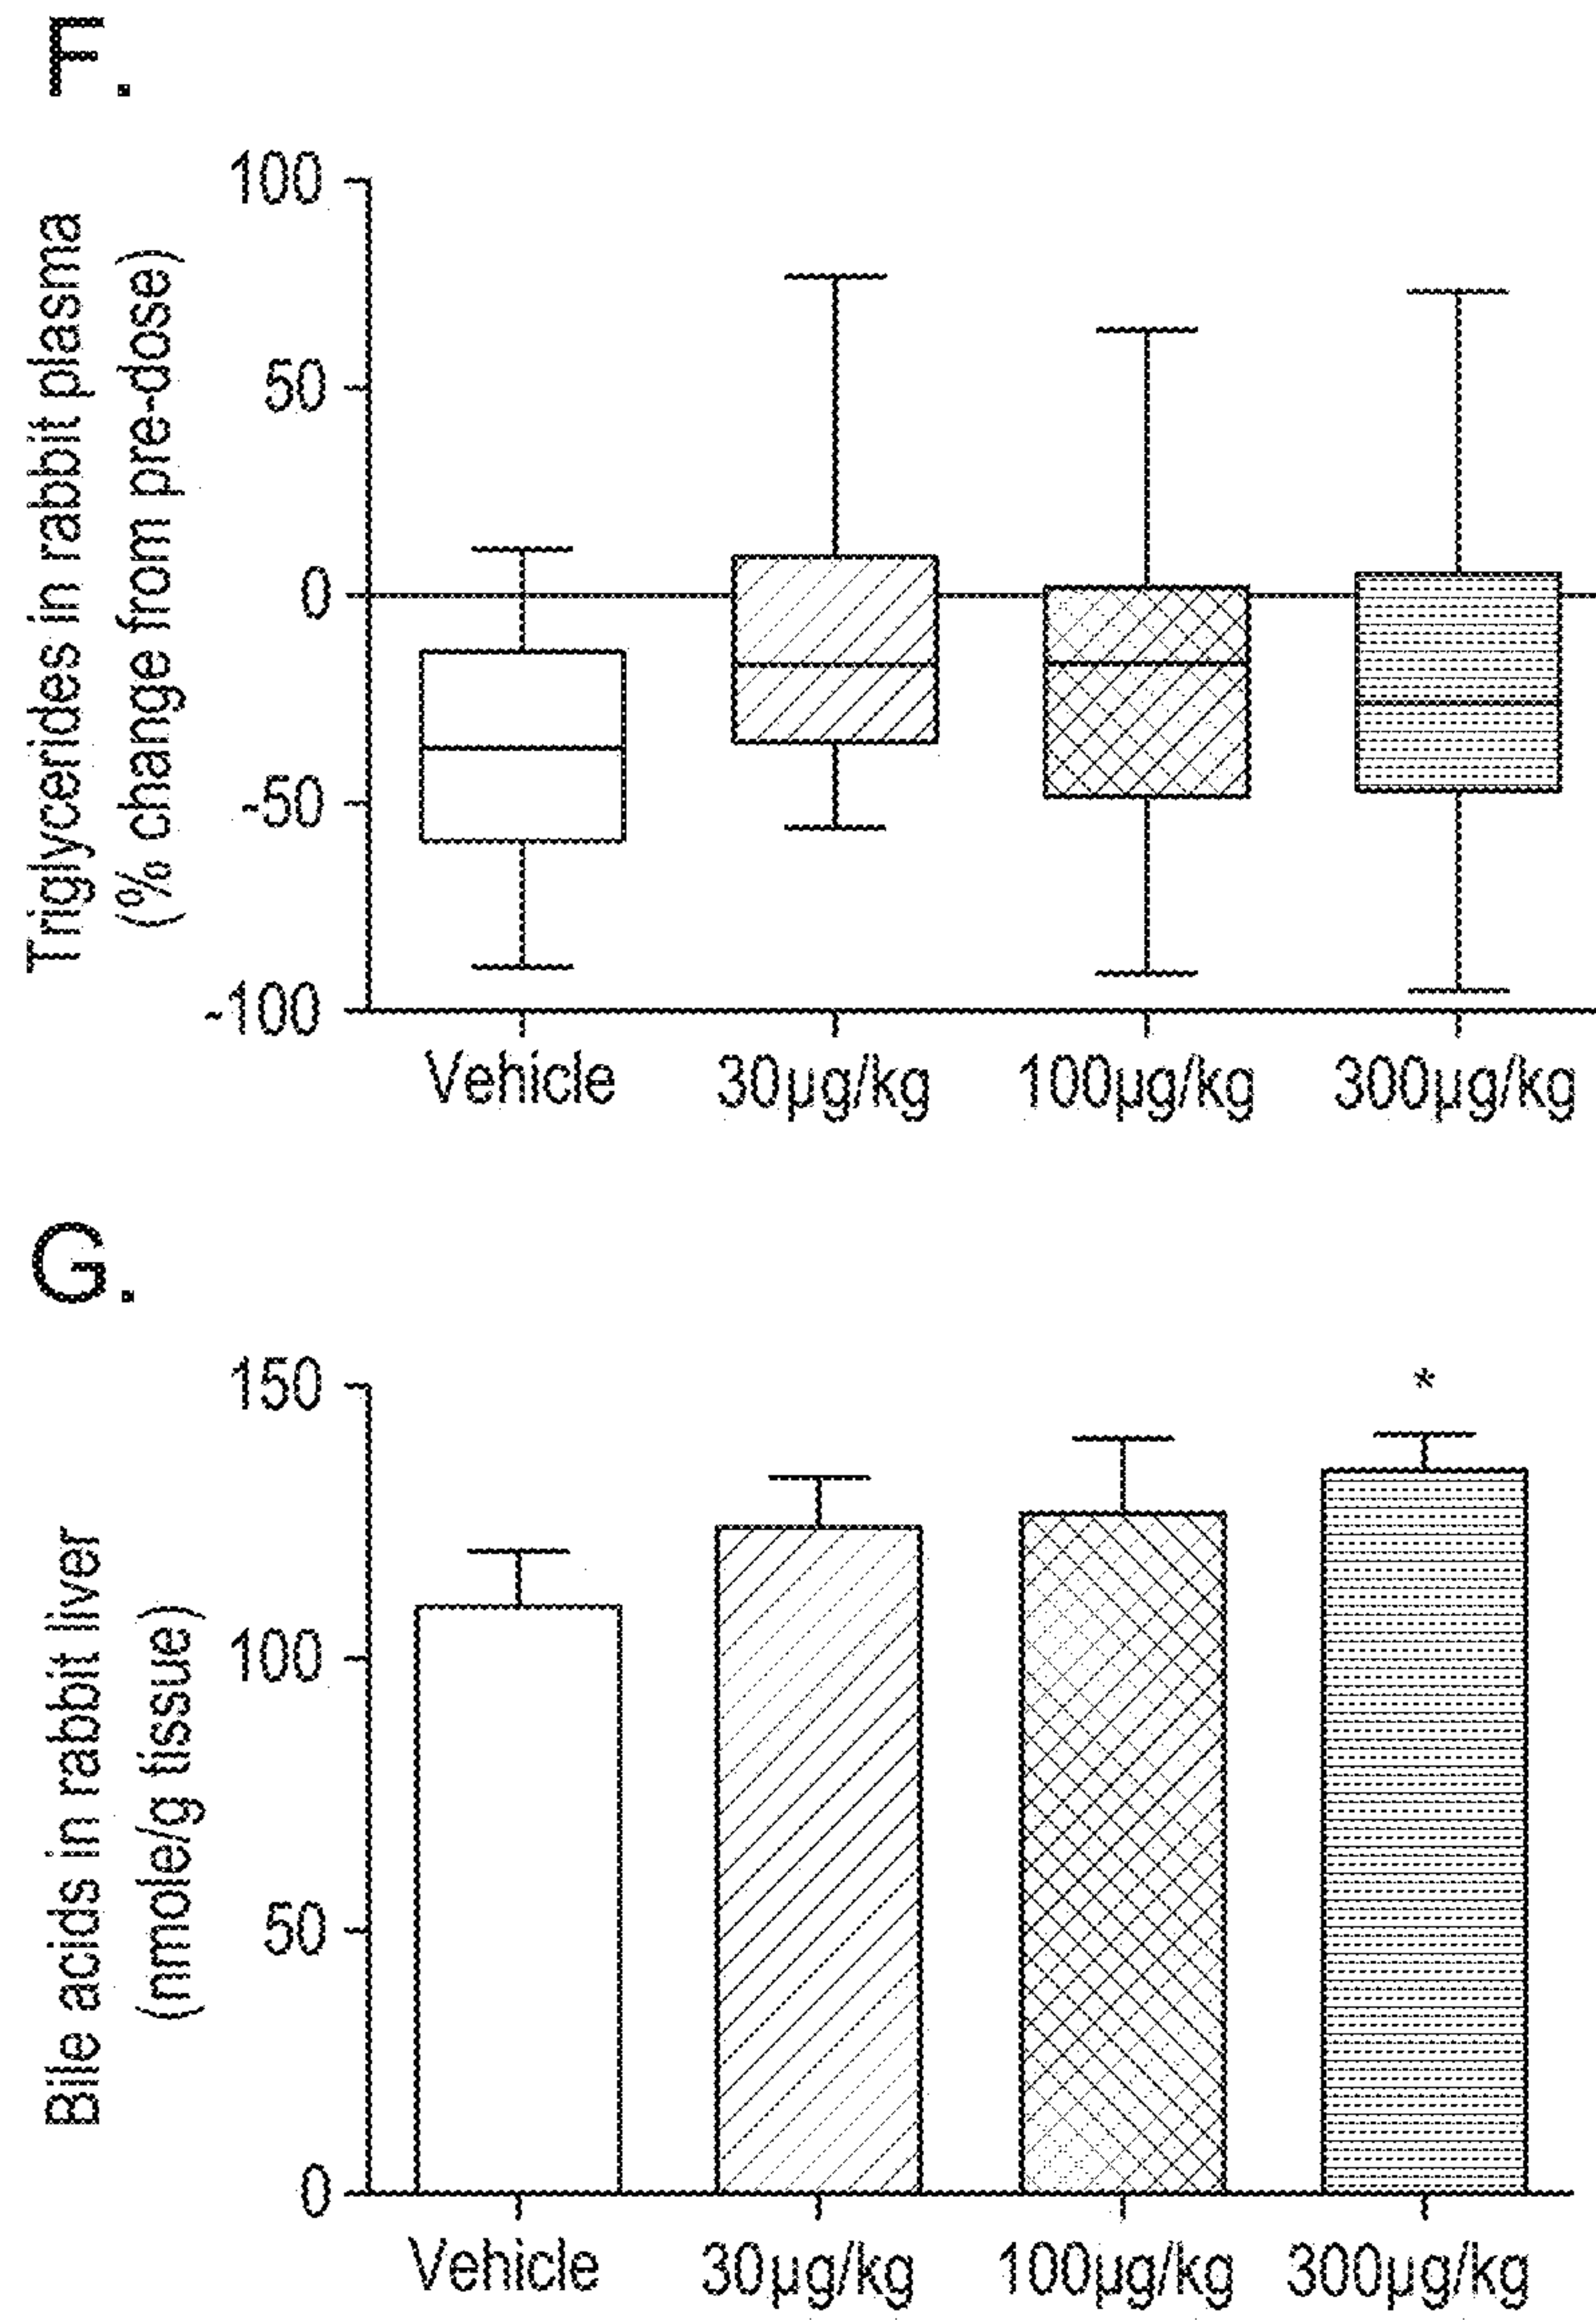 F.
Triglycerides in rabbit plasma
(% change from pre-dose)
100
50
0
-50
-100
Vehicle 30µg/kg 100µg/kg 300µg/kg
G.
Bile acids in rabbit liver
(nmole/g tissue)
150
100
50
0
*
Vehicle 30µg/kg 100µg/kg 300µg/kg